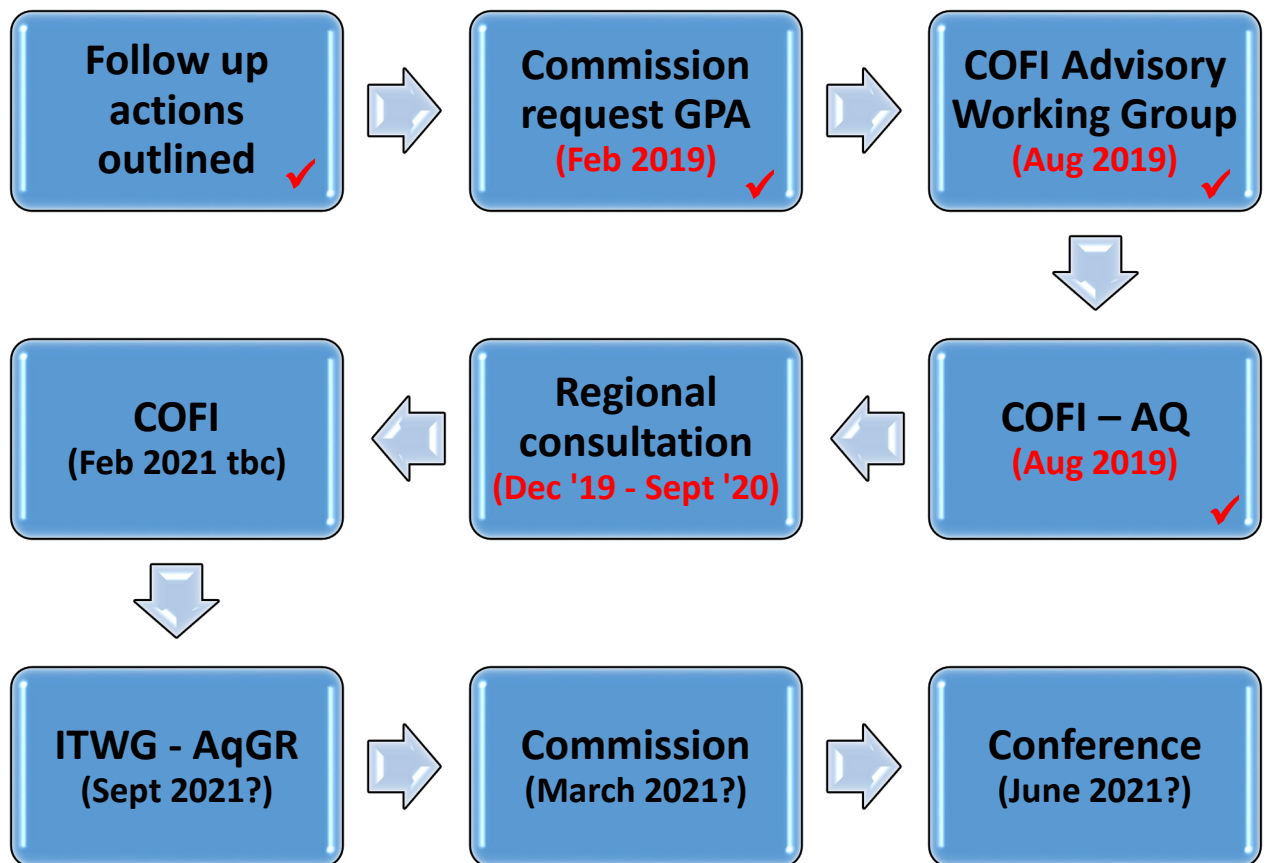 Follow up
actions
outlined
Commission
request GPA
(Feb 2019)
COFI Advisory
Working Group
(Aug 2019)
COFI – AQ
(Aug 2019)
Regional
consultation
(Dec '19 - Sept '20)
COFI
(Feb 2021 tbc)
ITWG - AqGR
(Sept 2021?)
Commission
(March 2021?)
Conference
(June 2021?)